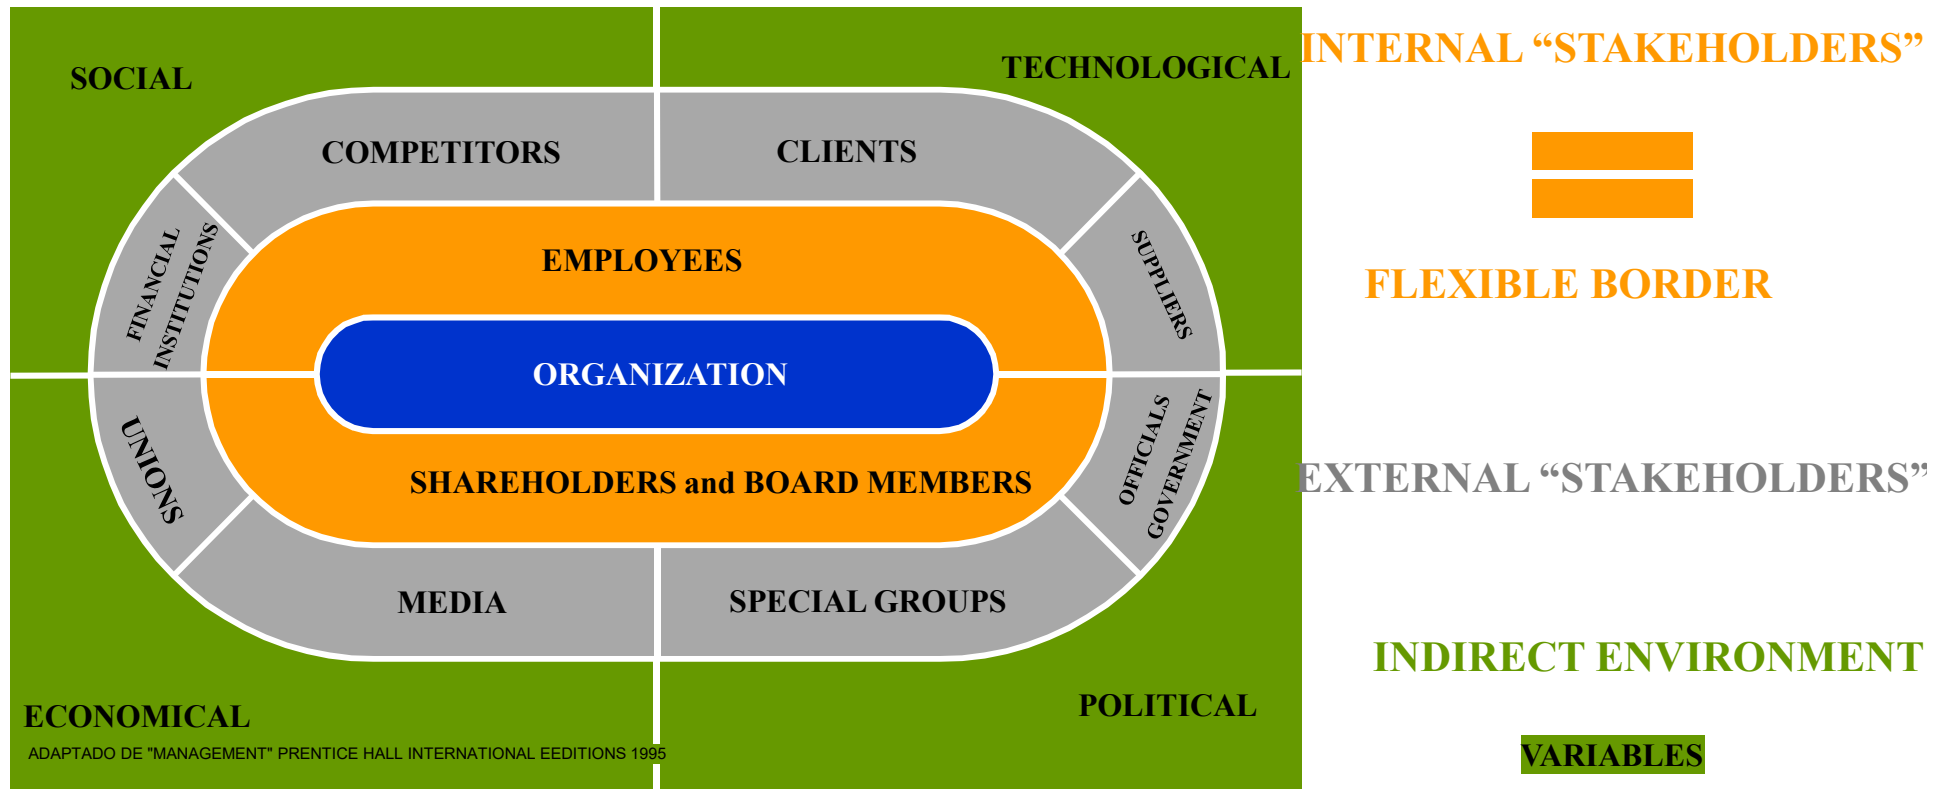 SOCIAL
TECHNOLOGICAL
COMPETITORS
CLIENTS
FINANCIAL
INSTITUTIONS
SUPPLIERS
EMPLOYEES
ORGANIZATION
SHAREHOLDERS and BOARD MEMBERS
UNIONS
OFFICIALS
GOVERNMENT
MEDIA
SPECIAL GROUPS
ECONOMICAL
POLITICAL
ADAPTADO DE "MANAGEMENT" PRENTICE HALL INTERNATIONAL EEDITIONS 1995
INTERNAL “STAKEHOLDERS”
FLEXIBLE BORDER
EXTERNAL “STAKEHOLDERS”
INDIRECT ENVIRONMENT
VARIABLES